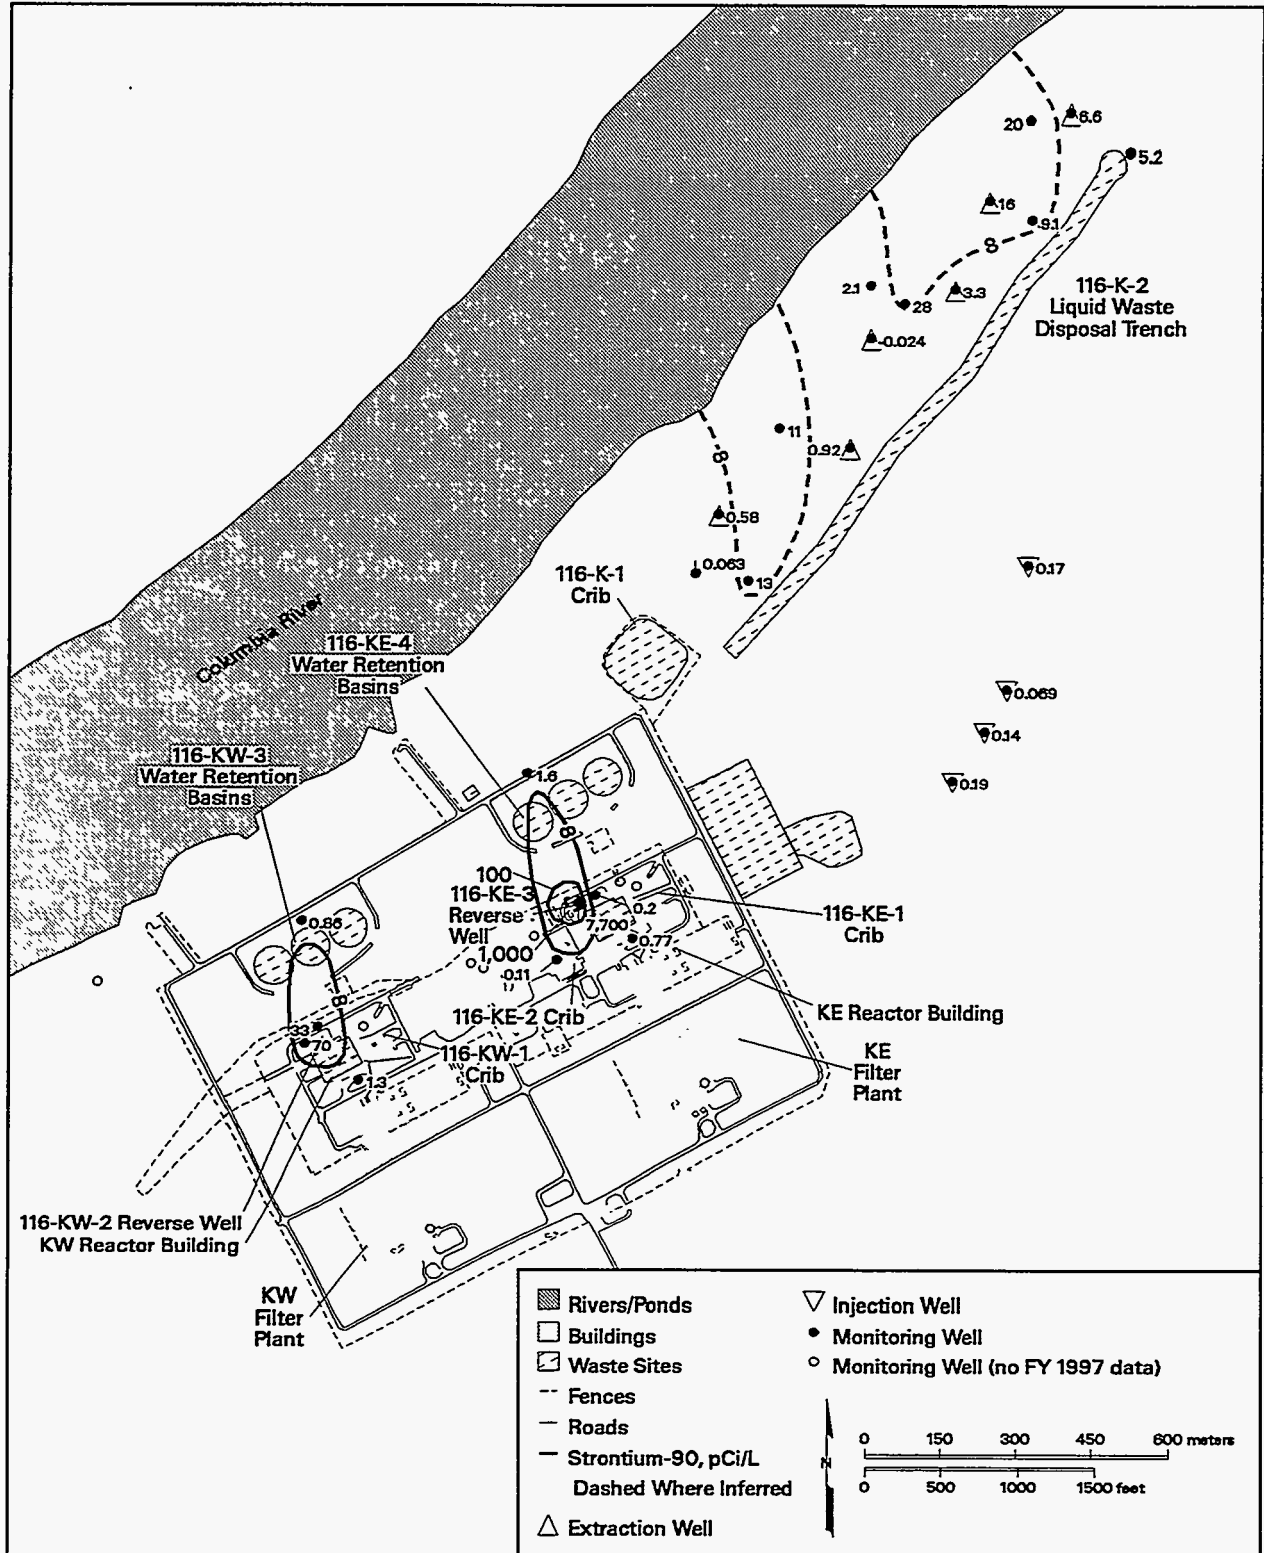 20
6.6
5.2
16
9.1
8
116-K-2
Liquid Waste
Disposal Trench
2.1
28
3.3
-0.024
11
0.92
8
0.58
0.063
13
116-K-1
Crib
0.17
Columbia River
116-KE-4
Water Retention
Basins
0.069
0.14
0.19
116-KW-3
Water Retention
Basins
1.6
8
100
116-KE-3
Reverse
Well
0.2
7,700
116-KE-1
Crib
0.77
1,000
0.11
0.86
8
116-KE-2 Crib
KE Reactor Building
33
70
116-KW-1
Crib
1.3
KE
Filter
Plant
116-KW-2 Reverse Well
KW Reactor Building
KW
Filter
Plant
Rivers/Ponds
Buildings
Waste Sites
Fences
Roads
Strontium-90, pCi/L
Dashed Where Inferred
Extraction Well
Injection Well
Monitoring Well
Monitoring Well (no FY 1997 data)
N
0 150 300 450 600 meters
0 500 1000 1500 feet